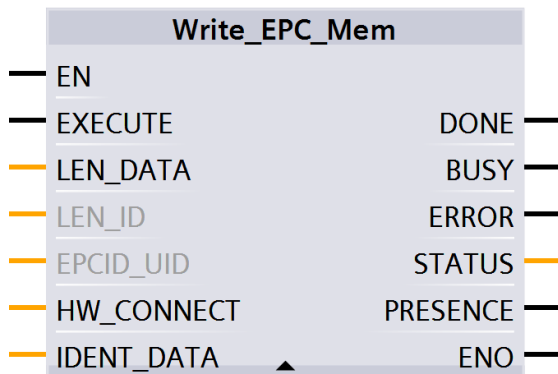 Write_EPC_Mem
EN
EXECUTE DONE
LEN_DATA BUSY
LEN_ID ERROR
EPCID_UID STATUS
HW_CONNECT PRESENCE
IDENT_DATA ENO